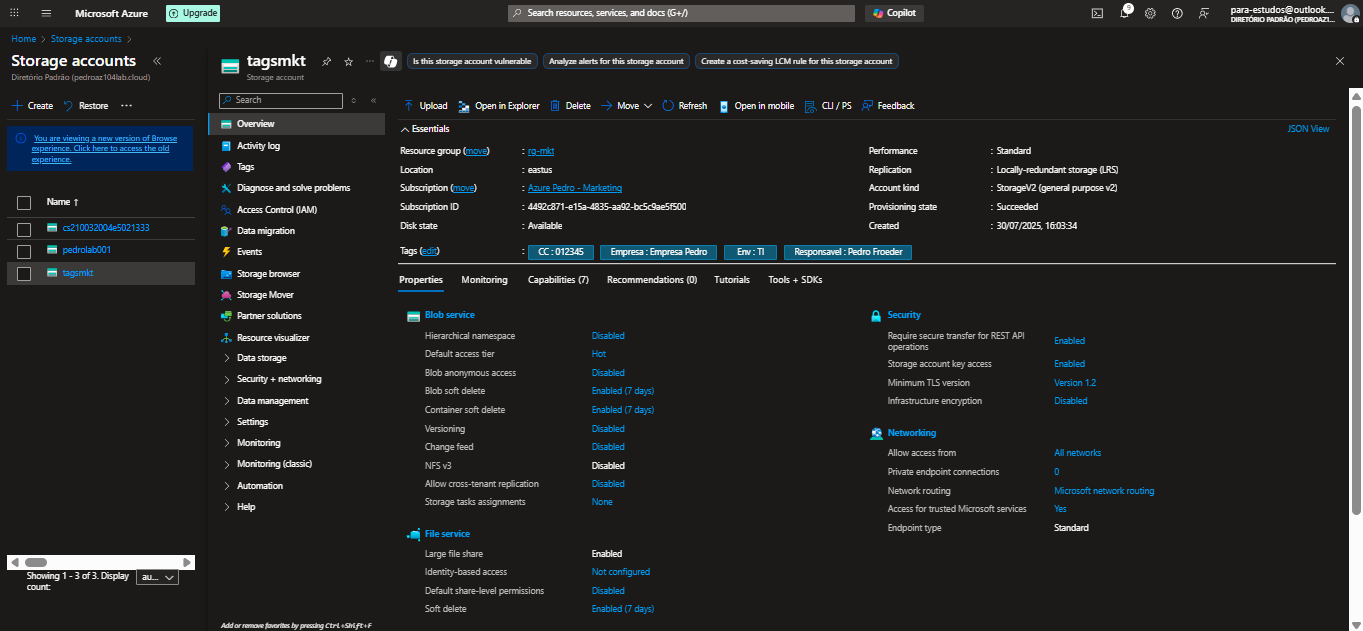 Microsoft Azure
Upgrade
Search resources, services, and docs (G+/)
Copilot
9
para-estudos@outlook....
DIRETÓRIO PADRÃO (PEDROAZ1...
Home > Storage accounts >
Storage accounts
Diretório Padrão (pedroaz104lab.cloud)
Create
Restore
You are viewing a new version of Browse
experience. Click here to access the old
experience.
Name ↑
cs210032004e5021333
pedrolab001
tagsmkt
Showing 1 - 3 of 3. Display
count:
au...
tagsmkt
Storage account
Is this storage account vulnerable
Analyze alerts for this storage account
Create a cost-saving LCM rule for this storage account
Search
Overview
Activity log
Tags
Diagnose and solve problems
Access Control (IAM)
Data migration
Events
Storage browser
Storage Mover
Partner solutions
Resource visualizer
Data storage
Security + networking
Data management
Settings
Monitoring
Monitoring (classic)
Automation
Help
Add or remove favorites by pressing Ctrl+Shift+F
Upload
Open in Explorer
Delete
Move
Refresh
Open in mobile
CLI / PS
Feedback
Essentials
JSON View
Resource group (move) : rg-mkt
Location : eastus
Subscription (move) : Azure Pedro - Marketing
Subscription ID : 4492c871-e15a-4835-aa92-bc5c9ae5f500
Disk state : Available
Performance : Standard
Replication : Locally-redundant storage (LRS)
Account kind : StorageV2 (general purpose v2)
Provisioning state : Succeeded
Created : 30/07/2025, 16:03:34
Tags (edit) : CC : 012345 Empresa : Empresa Pedro Env : TI Responsavel : Pedro Froeder
Properties Monitoring Capabilities (7) Recommendations (0) Tutorials Tools + SDKs
Blob service
Hierarchical namespace Disabled
Default access tier Hot
Blob anonymous access Disabled
Blob soft delete Enabled (7 days)
Container soft delete Enabled (7 days)
Versioning Disabled
Change feed Disabled
NFS v3 Disabled
Allow cross-tenant replication Disabled
Storage tasks assignments None
File service
Large file share Enabled
Identity-based access Not configured
Default share-level permissions Disabled
Soft delete Enabled (7 days)
Security
Require secure transfer for REST API
operations Enabled
Storage account key access Enabled
Minimum TLS version Version 1.2
Infrastructure encryption Disabled
Networking
Allow access from All networks
Private endpoint connections 0
Network routing Microsoft network routing
Access for trusted Microsoft services Yes
Endpoint type Standard